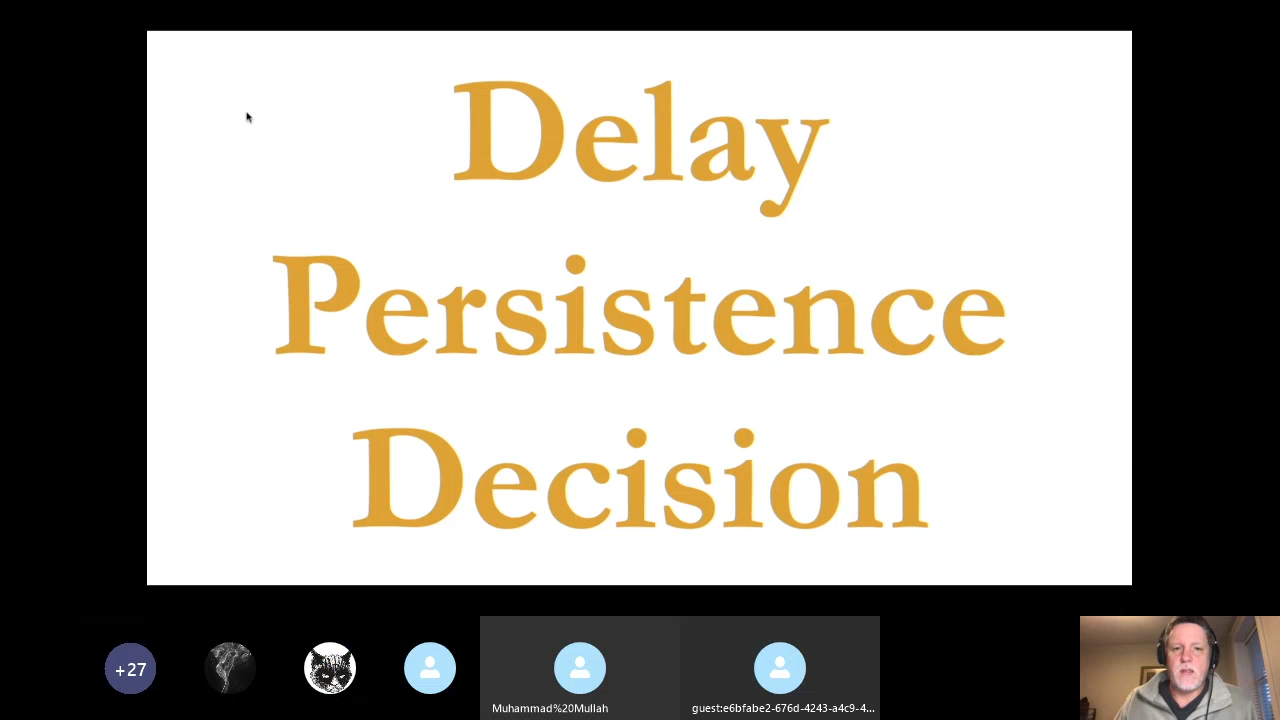 Delay
Persistence
Decision
+27
Muhammad%20Mullah
guest:e6bfabe2-676d-4243-a4c9-4...